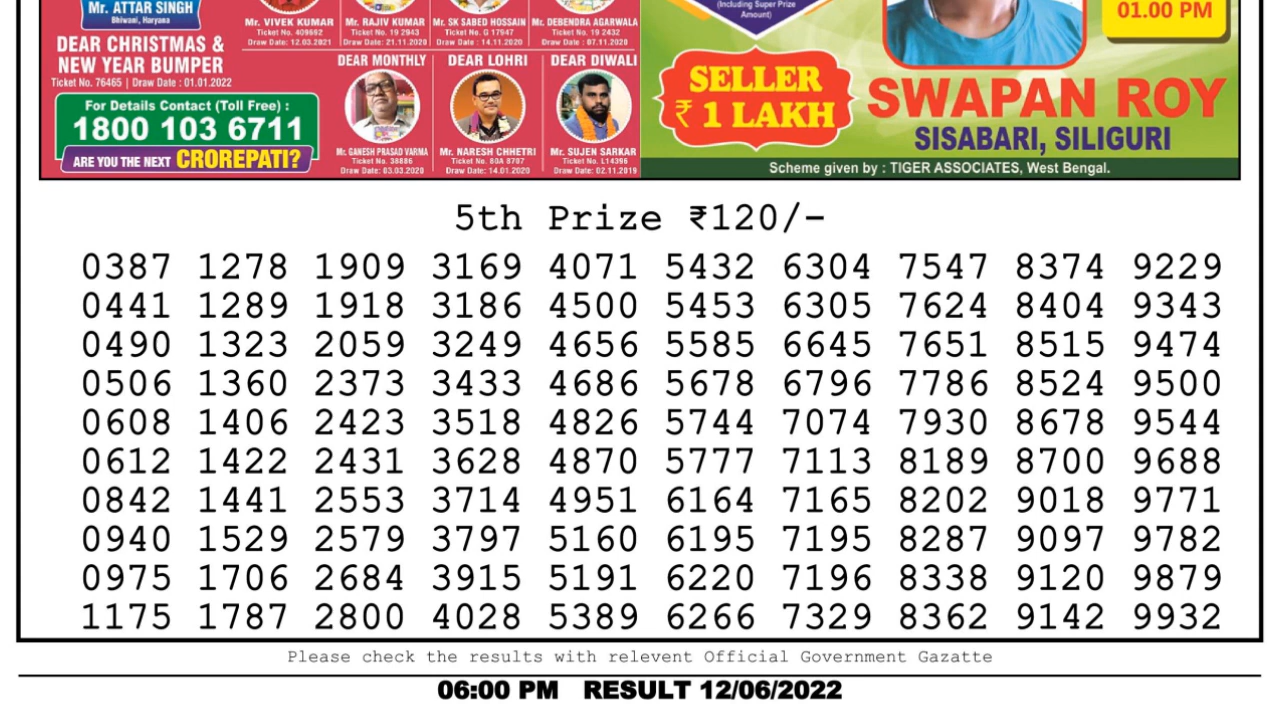 Mr. ATTAR SINGH
Bhiwani, Haryana
DEAR CHRISTMAS &
NEW YEAR BUMPER
Ticket No. 76465 | Draw Date : 01.01.2022
For Details Contact (Toll Free) :
1800 103 6711
ARE YOU THE NEXT CROREPATI?
Mr. VIVEK KUMAR
Ticket No. 409692
Draw Date: 12.03.2021
Mr. RAJIV KUMAR
Ticket No. 19 2943
Draw Date: 21.11.2020
Mr. SK SABED HOSSAIN
Ticket No. G 17947
Draw Date: 14.11.2020
Mr. DEBENDRA AGARWALA
Ticket No. 19 2432
Draw Date: 07.11.2020
DEAR MONTHLY
Mr. GANESH PRASAD VARMA
Ticket No. 38886
Draw Date: 03.03.2020
DEAR LOHRI
Mr. NARESH CHHETRI
Ticket No. 80A 8707
Draw Date: 14.01.2020
DEAR DIWALI
Mr. SUJEN SARKAR
Ticket No. L14396
Draw Date: 02.11.2019
(Including Super Prize
Amount)
01.00 PM
SELLER
₹ 1 LAKH
SWAPAN ROY
SISABARI, SILIGURI
Scheme given by : TIGER ASSOCIATES, West Bengal.
5th Prize ₹120/-
0387 1278 1909 3169 4071 5432 6304 7547 8374 9229
0441 1289 1918 3186 4500 5453 6305 7624 8404 9343
0490 1323 2059 3249 4656 5585 6645 7651 8515 9474
0506 1360 2373 3433 4686 5678 6796 7786 8524 9500
0608 1406 2423 3518 4826 5744 7074 7930 8678 9544
0612 1422 2431 3628 4870 5777 7113 8189 8700 9688
0842 1441 2553 3714 4951 6164 7165 8202 9018 9771
0940 1529 2579 3797 5160 6195 7195 8287 9097 9782
0975 1706 2684 3915 5191 6220 7196 8338 9120 9879
1175 1787 2800 4028 5389 6266 7329 8362 9142 9932
Please check the results with relevent Official Government Gazatte
06:00 PM RESULT 12/06/2022